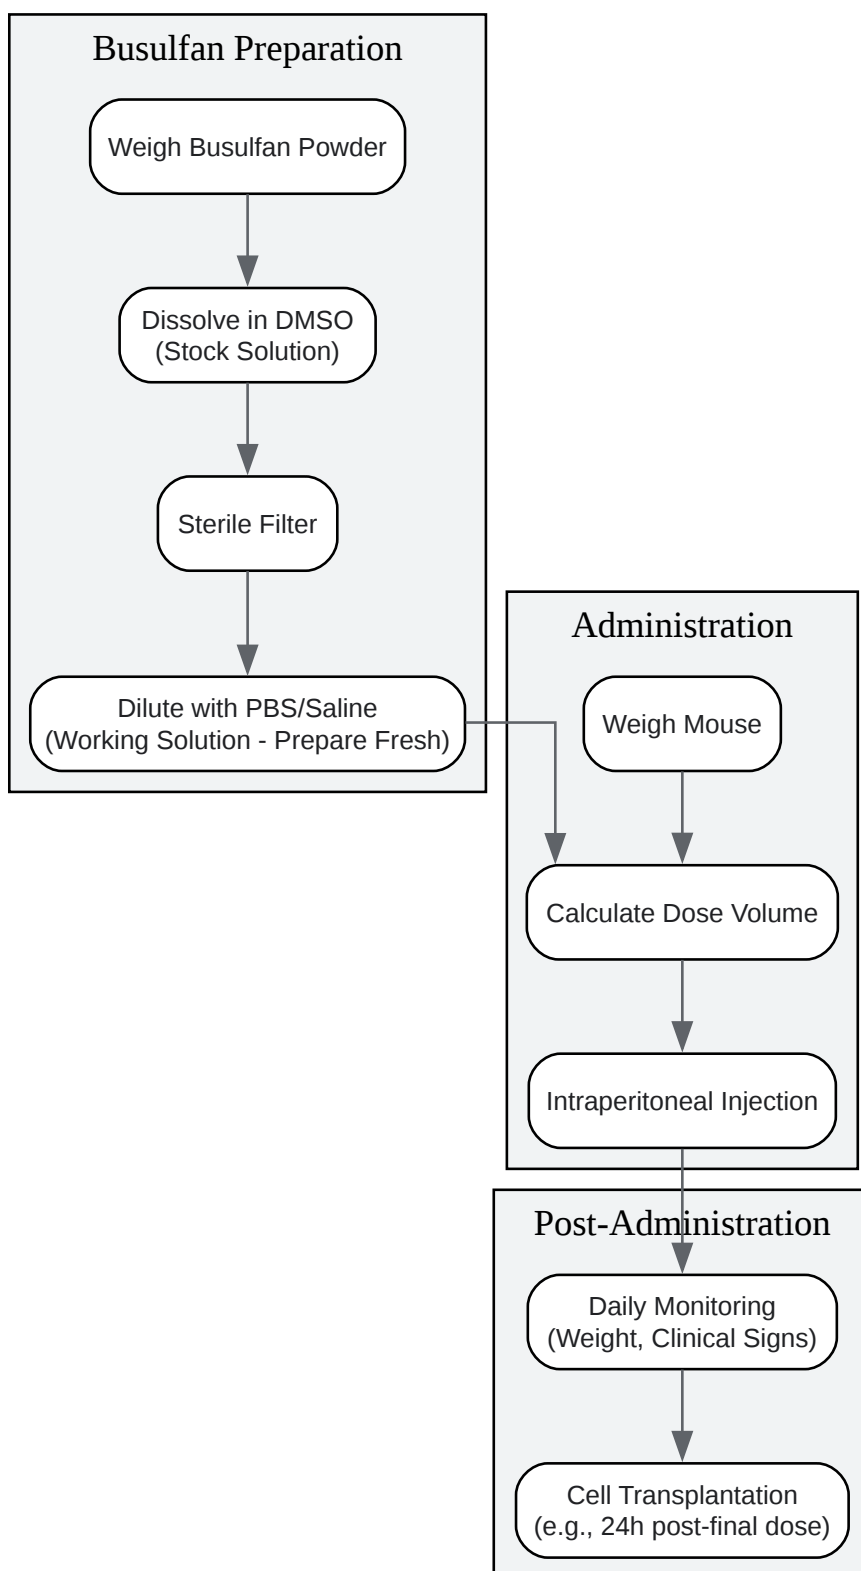 Busulfan Preparation
Weigh Busulfan Powder
Dissolve in DMSO
(Stock Solution)
Sterile Filter
Dilute with PBS/Saline
(Working Solution - Prepare Fresh)
Administration
Weigh Mouse
Calculate Dose Volume
Intraperitoneal Injection
Post-Administration
Daily Monitoring
(Weight, Clinical Signs)
Cell Transplantation
(e.g., 24h post-final dose)